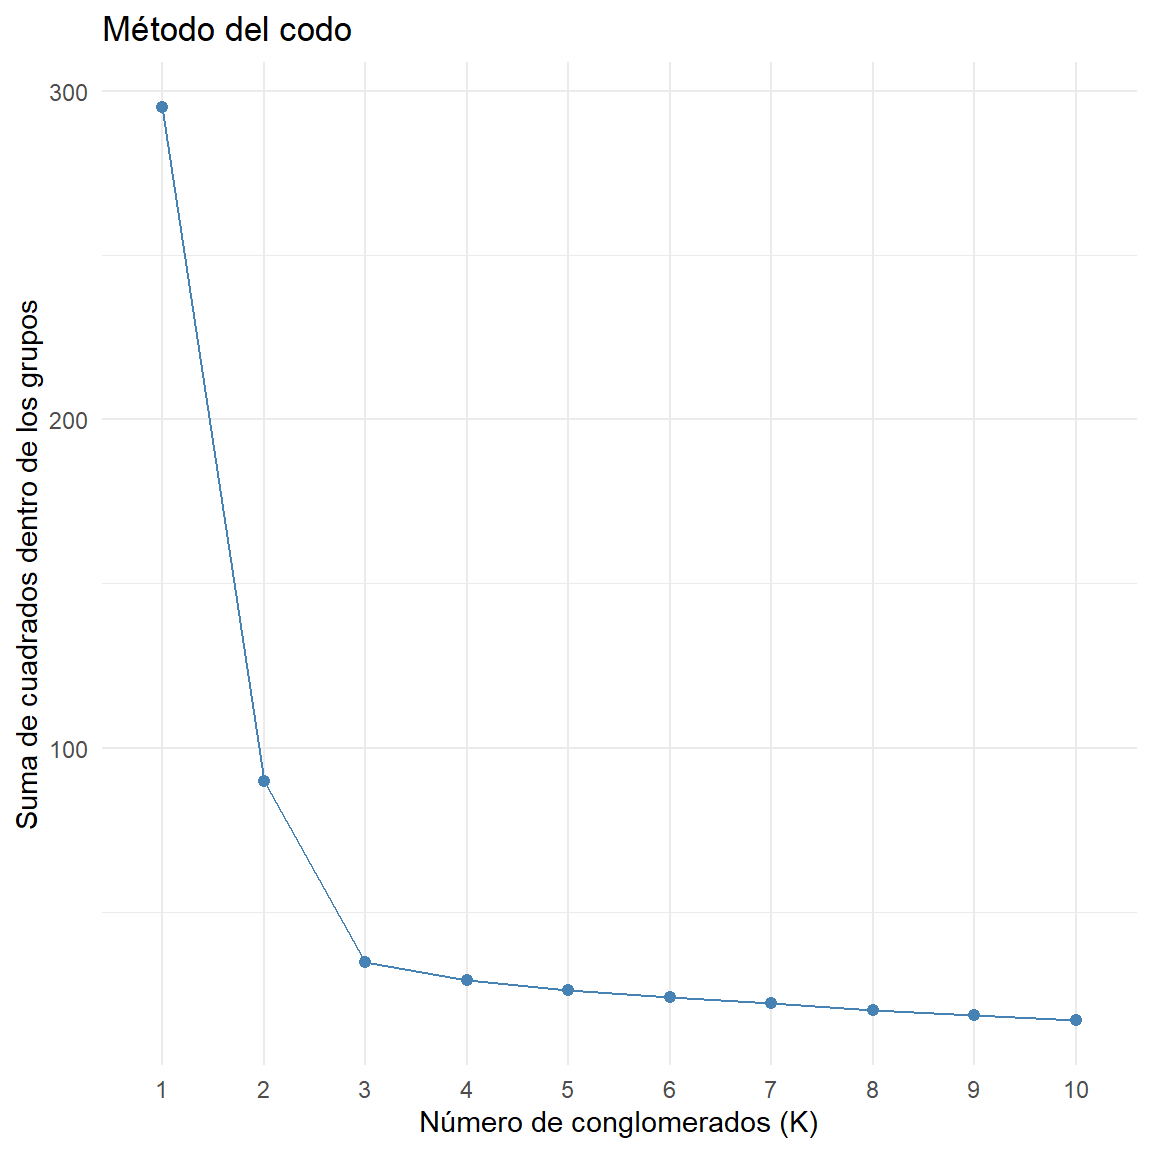 Método del codo
Suma de cuadrados dentro de los grupos
300
200
100
1 2 3 4 5 6 7 8 9 10
Número de conglomerados (K)